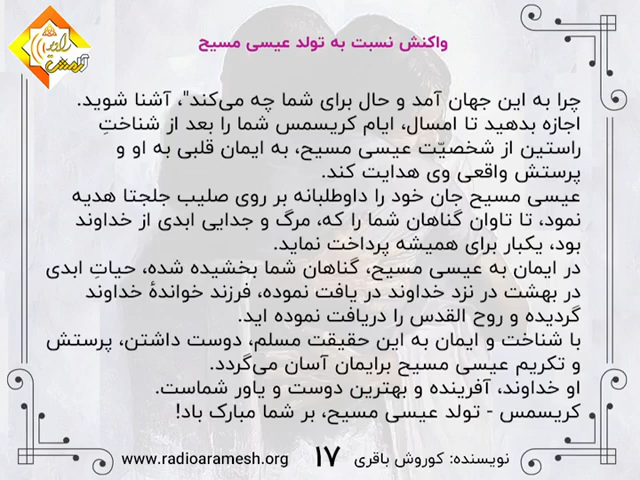 رادیو
آرامش
واکنش نسبت به تولد عیسی مسیح
چرا به این جهان آمد و حال برای شما چه می‌کند"، آشنا شوید.
اجازه بدهید تا امسال، ایام کریسمس شما را بعد از شناختِ
راستین از شخصیّت عیسی مسیح، به ایمان قلبی به او و
پرستش واقعی وی هدایت کند.
عیسی مسیح جان خود را داوطلبانه بر روی صلیب جلجتا هدیه
نمود، تا تاوان گناهان شما را که، مرگ و جدایی ابدی از خداوند
بود، یکبار برای همیشه پرداخت نماید.
در ایمان به عیسی مسیح، گناهان شما بخشیده شده، حیاتِ ابدی
در بهشت در نزد خداوند در یافت نموده، فرزند خواندهٔ خداوند
گردیده و روح القدس را دریافت نموده اید.
با شناخت و ایمان به این حقیقت مسلم، دوست داشتن، پرستش
و تکریم عیسی مسیح برایمان آسان می‌گردد.
او خداوند، آفریننده و بهترین دوست و یاور شماست.
کریسمس - تولد عیسی مسیح، بر شما مبارک باد!
نویسنده: کوروش باقری ۱۷ www.radioaramesh.org